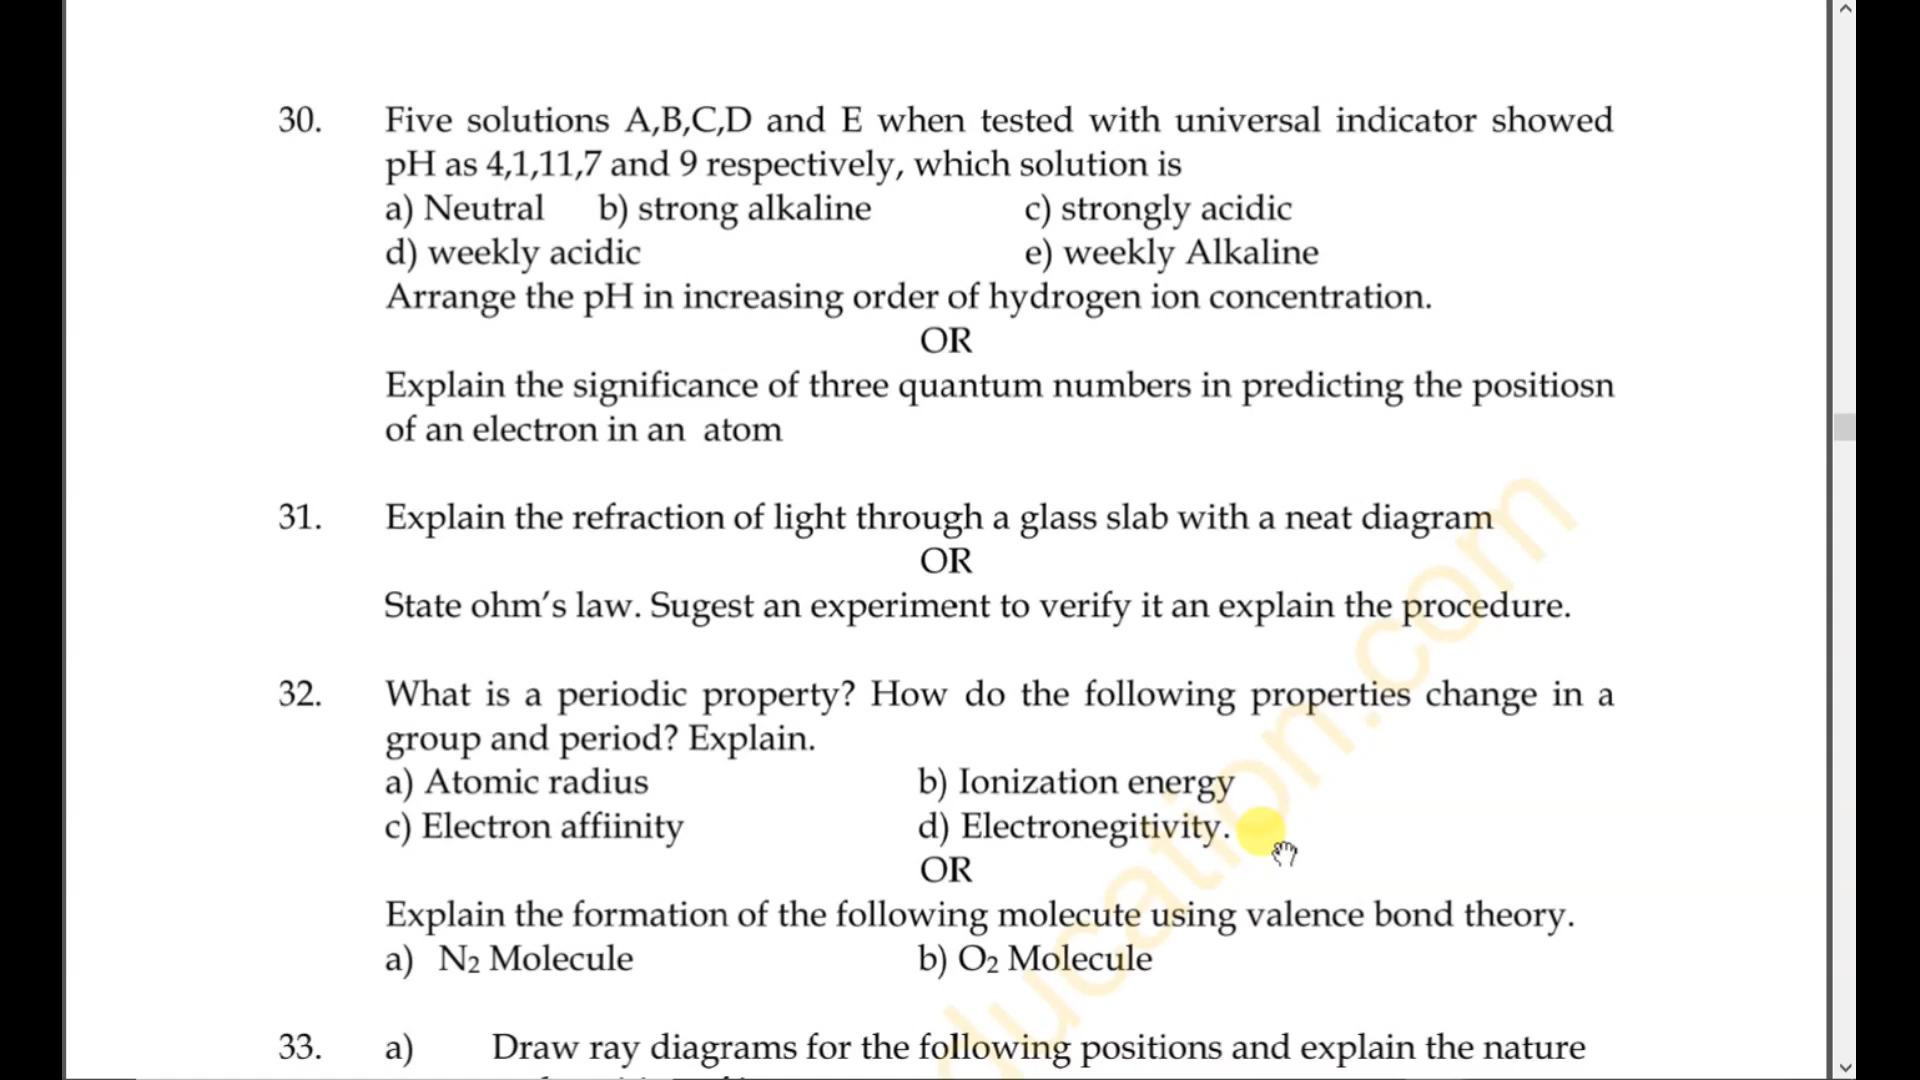 30. Five solutions A,B,C,D and E when tested with universal indicator showed
pH as 4,1,11,7 and 9 respectively, which solution is
a) Neutral b) strong alkaline c) strongly acidic
d) weekly acidic e) weekly Alkaline
Arrange the pH in increasing order of hydrogen ion concentration.
OR
Explain the significance of three quantum numbers in predicting the positiosn
of an electron in an atom
31. Explain the refraction of light through a glass slab with a neat diagram
OR
State ohm's law. Sugest an experiment to verify it an explain the procedure.
32. What is a periodic property? How do the following properties change in a
group and period? Explain.
a) Atomic radius b) Ionization energy
c) Electron affiinity d) Electronegitivity.
OR
Explain the formation of the following molecute using valence bond theory.
a) N₂ Molecule b) O₂ Molecule
33. a) Draw ray diagrams for the following positions and explain the nature
ducation.com